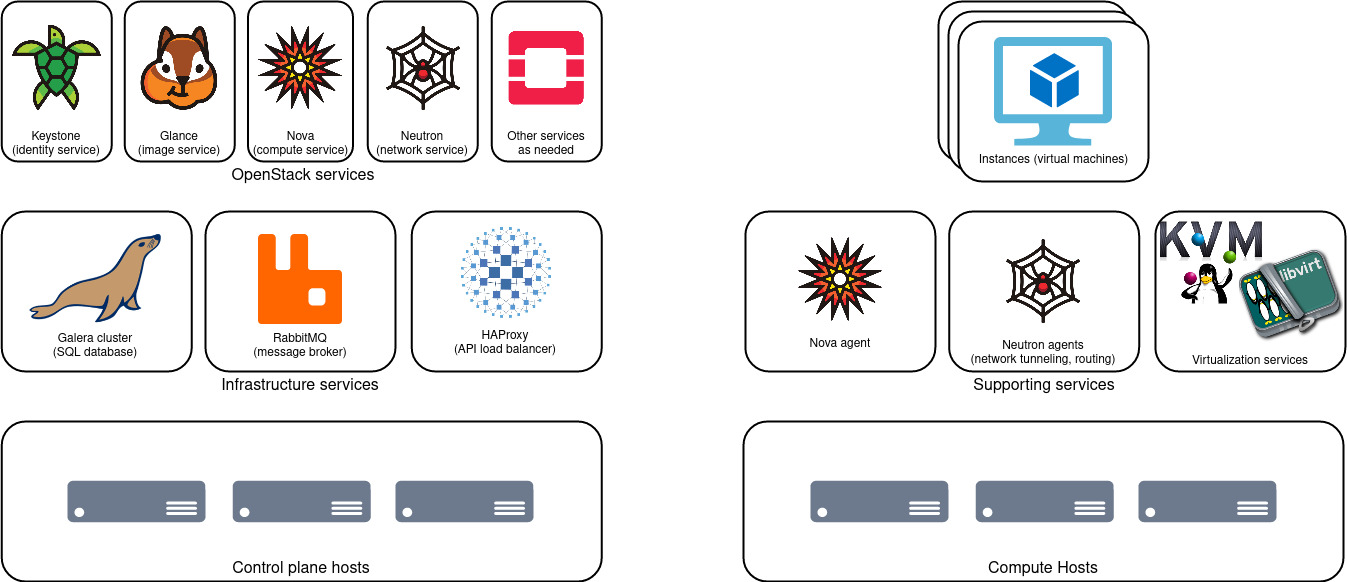 Keystone
(identity service)
Glance
(image service)
Nova
(compute service)
Neutron
(network service)
Other services
as needed
OpenStack services
Instances (virtual machines)
Galera cluster
(SQL database)
RabbitMQ
(message broker)
HAProxy
(API load balancer)
Infrastructure services
Nova agent
Neutron agents
(network tunneling, routing)
KVM
libvirt
Virtualization services
Supporting services
Control plane hosts
Compute Hosts